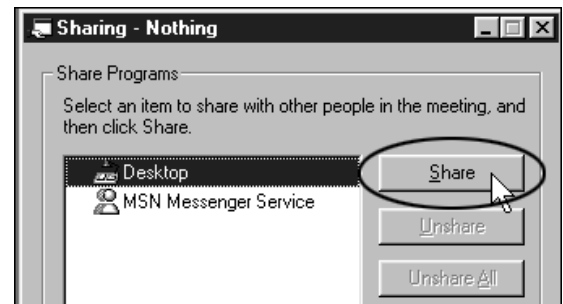 Sharing - Nothing
Share Programs
Select an item to share with other people in the meeting, and
then click Share.
Desktop
MSN Messenger Service
Share
Unshare
Unshare All